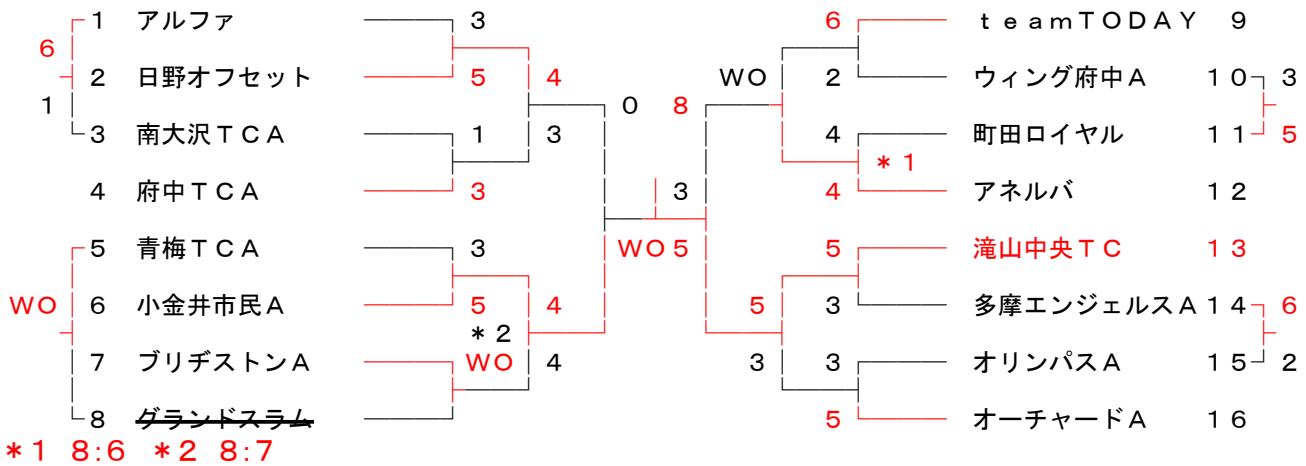 1 アルファ 3 6 ｔｅａｍＴＯＤＡＹ 9
6
2 日野オフセット 5 4 WO 2 ウィング府中Ａ 10 3
1 0 8
3 南大沢ＴＣＡ 1 3 4 町田ロイヤル 11 5
*1
4 府中ＴＣＡ 3 3 4 アネルバ 12
5 青梅ＴＣＡ 3 WO 5 5 滝山中央ＴＣ 13
WO 6 小金井市民Ａ 5 4 5 3 多摩エンジェルスＡ 14 6
*2
7 ブリヂストンＡ WO 4 3 3 オリンパスＡ 15 2
8 グランドスラム 5 オーチャードＡ 16
*1 8:6 *2 8:7